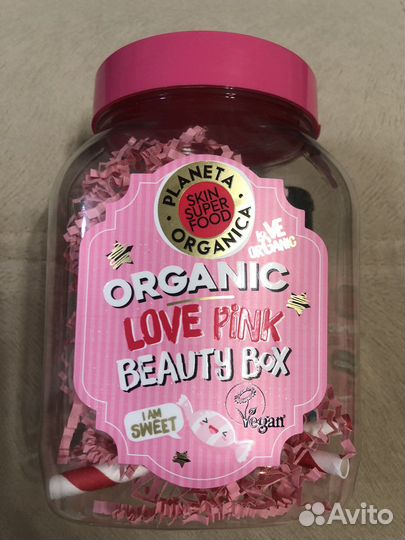 PLANETA
SKIN
SUPER
FOOD
ORGANICA
LOVE
ORGANIC
ORGANIC
LOVE PiNK
BEAUTY BOX
I AM
SWEET
Vegan
Avito